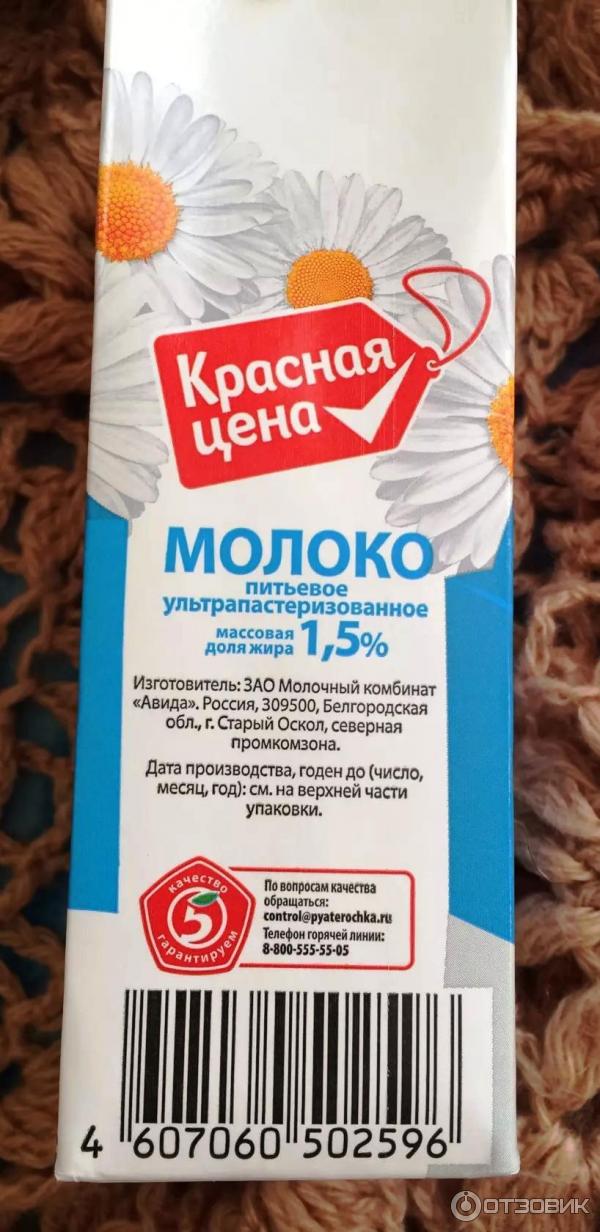 Красная
цена
МОЛОКО
питьевое
ультрапастеризованное
массовая
доля жира 1,5%
Изготовитель: ЗАО Молочный комбинат
«Авида». Россия, 309500, Белгородская
обл., г. Старый Оскол, северная
промкомзона.
Дата производства, годен до (число,
месяц, год): см. на верхней части
упаковки.
качество
5
гарантируем
По вопросам качества
обращаться:
control@pyaterochka.ru
Телефон горячей линии:
8-800-555-55-05
4 607060 502596
ОТЗОВИК